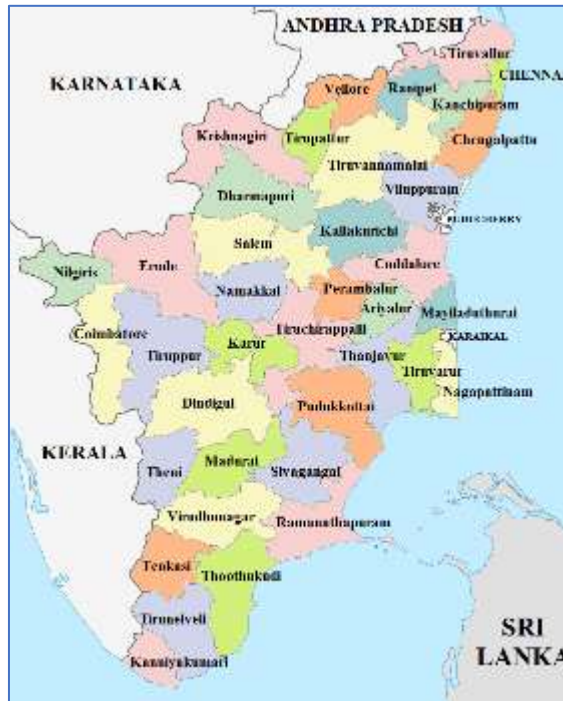 ANDHRA PRADESH
Tiruvallur
KARNATAKA
CHENNAI
Vellore
Ranipet
Kanchipuram
Krishnagiri
Tirupattur
Chengalpattu
Tiruvannamalai
Viluppuram
Dharmapuri
PUDUCHERRY
Kallakurichi
Salem
Cuddalore
Erode
Nilgiris
Namakkal
Perambalur
Ariyalur
Mayiladuthurai
Coimbatore
Tiruchirappalli
KARAIKAL
Karur
Tiruppur
Thanjavur
Tiruvarur
Nagapattinam
Dindigul
Pudukkottai
KERALA
Madurai
Theni
Sivagangai
Virudhunagar
Ramanathapuram
Tenkasi
Thoothukudi
Tirunelveli
SRI
LANKA
Kanniyakumari